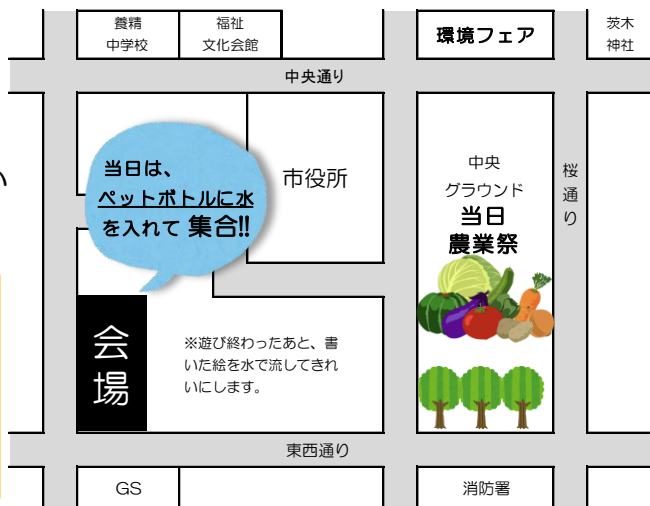 養精
中学校
福祉
文化会館
環境フェア
茨木
神社
中央通り
い
当日は、
ペットボトルに水
を入れて 集合!!
市役所
中央
グラウンド
当日
農業祭
桜通り
会場
※遊び終わったあと、書
いた絵を水で流してきれ
いにします。
東西通り
GS
消防署